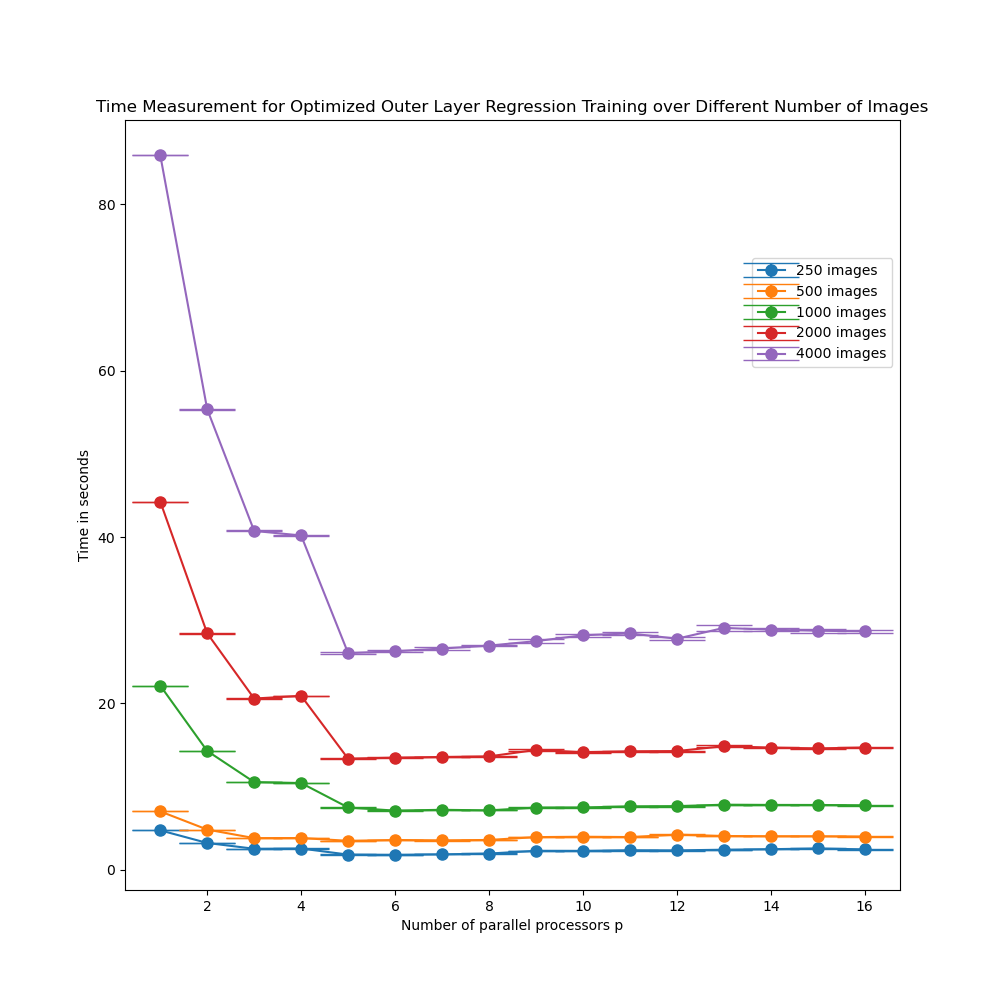 Time Measurement for Optimized Outer Layer Regression Training over Different Number of Images
80
60
40
20
0
Time in seconds
250 images
500 images
1000 images
2000 images
4000 images
2 4 6 8 10 12 14 16
Number of parallel processors p